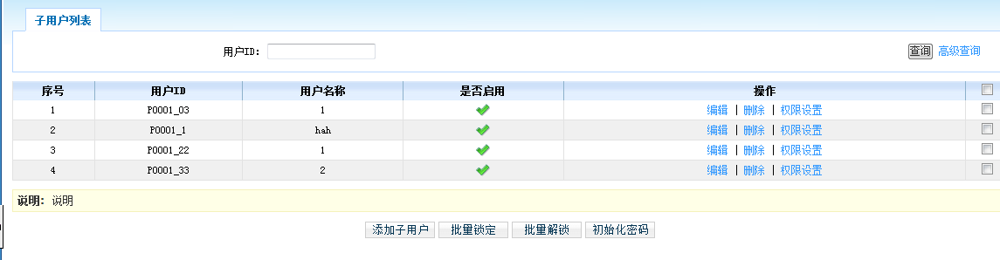 子用户列表
用户ID:
查询 高级查询
序号 用户ID 用户名称 是否启用 操作
1 P0001_03 1 编辑 | 删除 | 权限设置
2 P0001_1 hah 编辑 | 删除 | 权限设置
3 P0001_22 1 编辑 | 删除 | 权限设置
4 P0001_33 2 编辑 | 删除 | 权限设置
说明: 说明
添加子用户 批量锁定 批量解锁 初始化密码